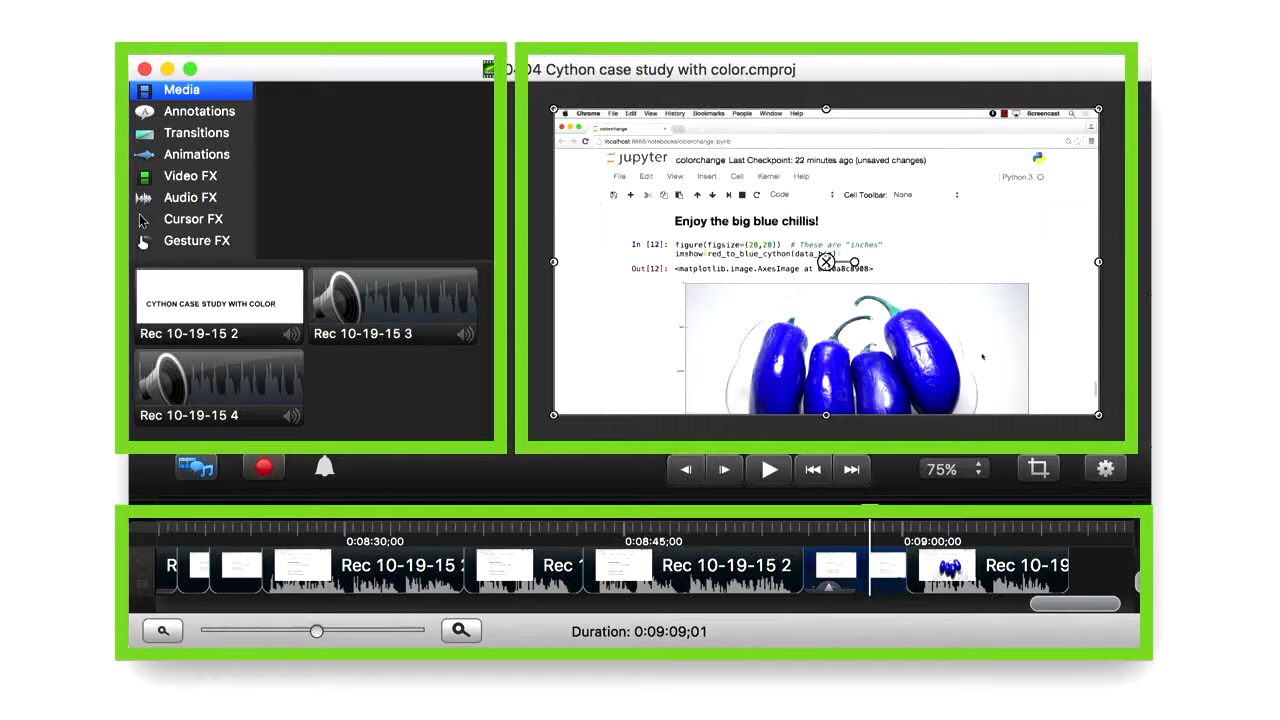 04 Cython case study with color.cmproj
Media
Annotations
Transitions
Animations
Video FX
Audio FX
Cursor FX
Gesture FX
CYTHON CASE STUDY WITH COLOR
Rec 10-19-15 2
Rec 10-19-15 3
Rec 10-19-15 4
Chrome File Edit View History Bookmarks People Window Help
Screencast
colorchange
localhost:8888/notebooks/colorchange.ipynb
jupyter colorchange Last Checkpoint: 22 minutes ago (unsaved changes)
File Edit View Insert Cell Kernel Help
Python 3
Code
Cell Toolbar: None
Enjoy the big blue chillis!
In [12]: figure(figsize=(20,20)) # These are "inches"
imshow(red_to_blue_cython(data_
Out[12]: <matplotlib.image.AxesImage at
75%
0:08:30;00
0:08:45;00
0:09:00;00
R
Rec 10-19-15
Rec
Rec 10-19-15 2
Rec 10-19
Duration: 0:09:09;01